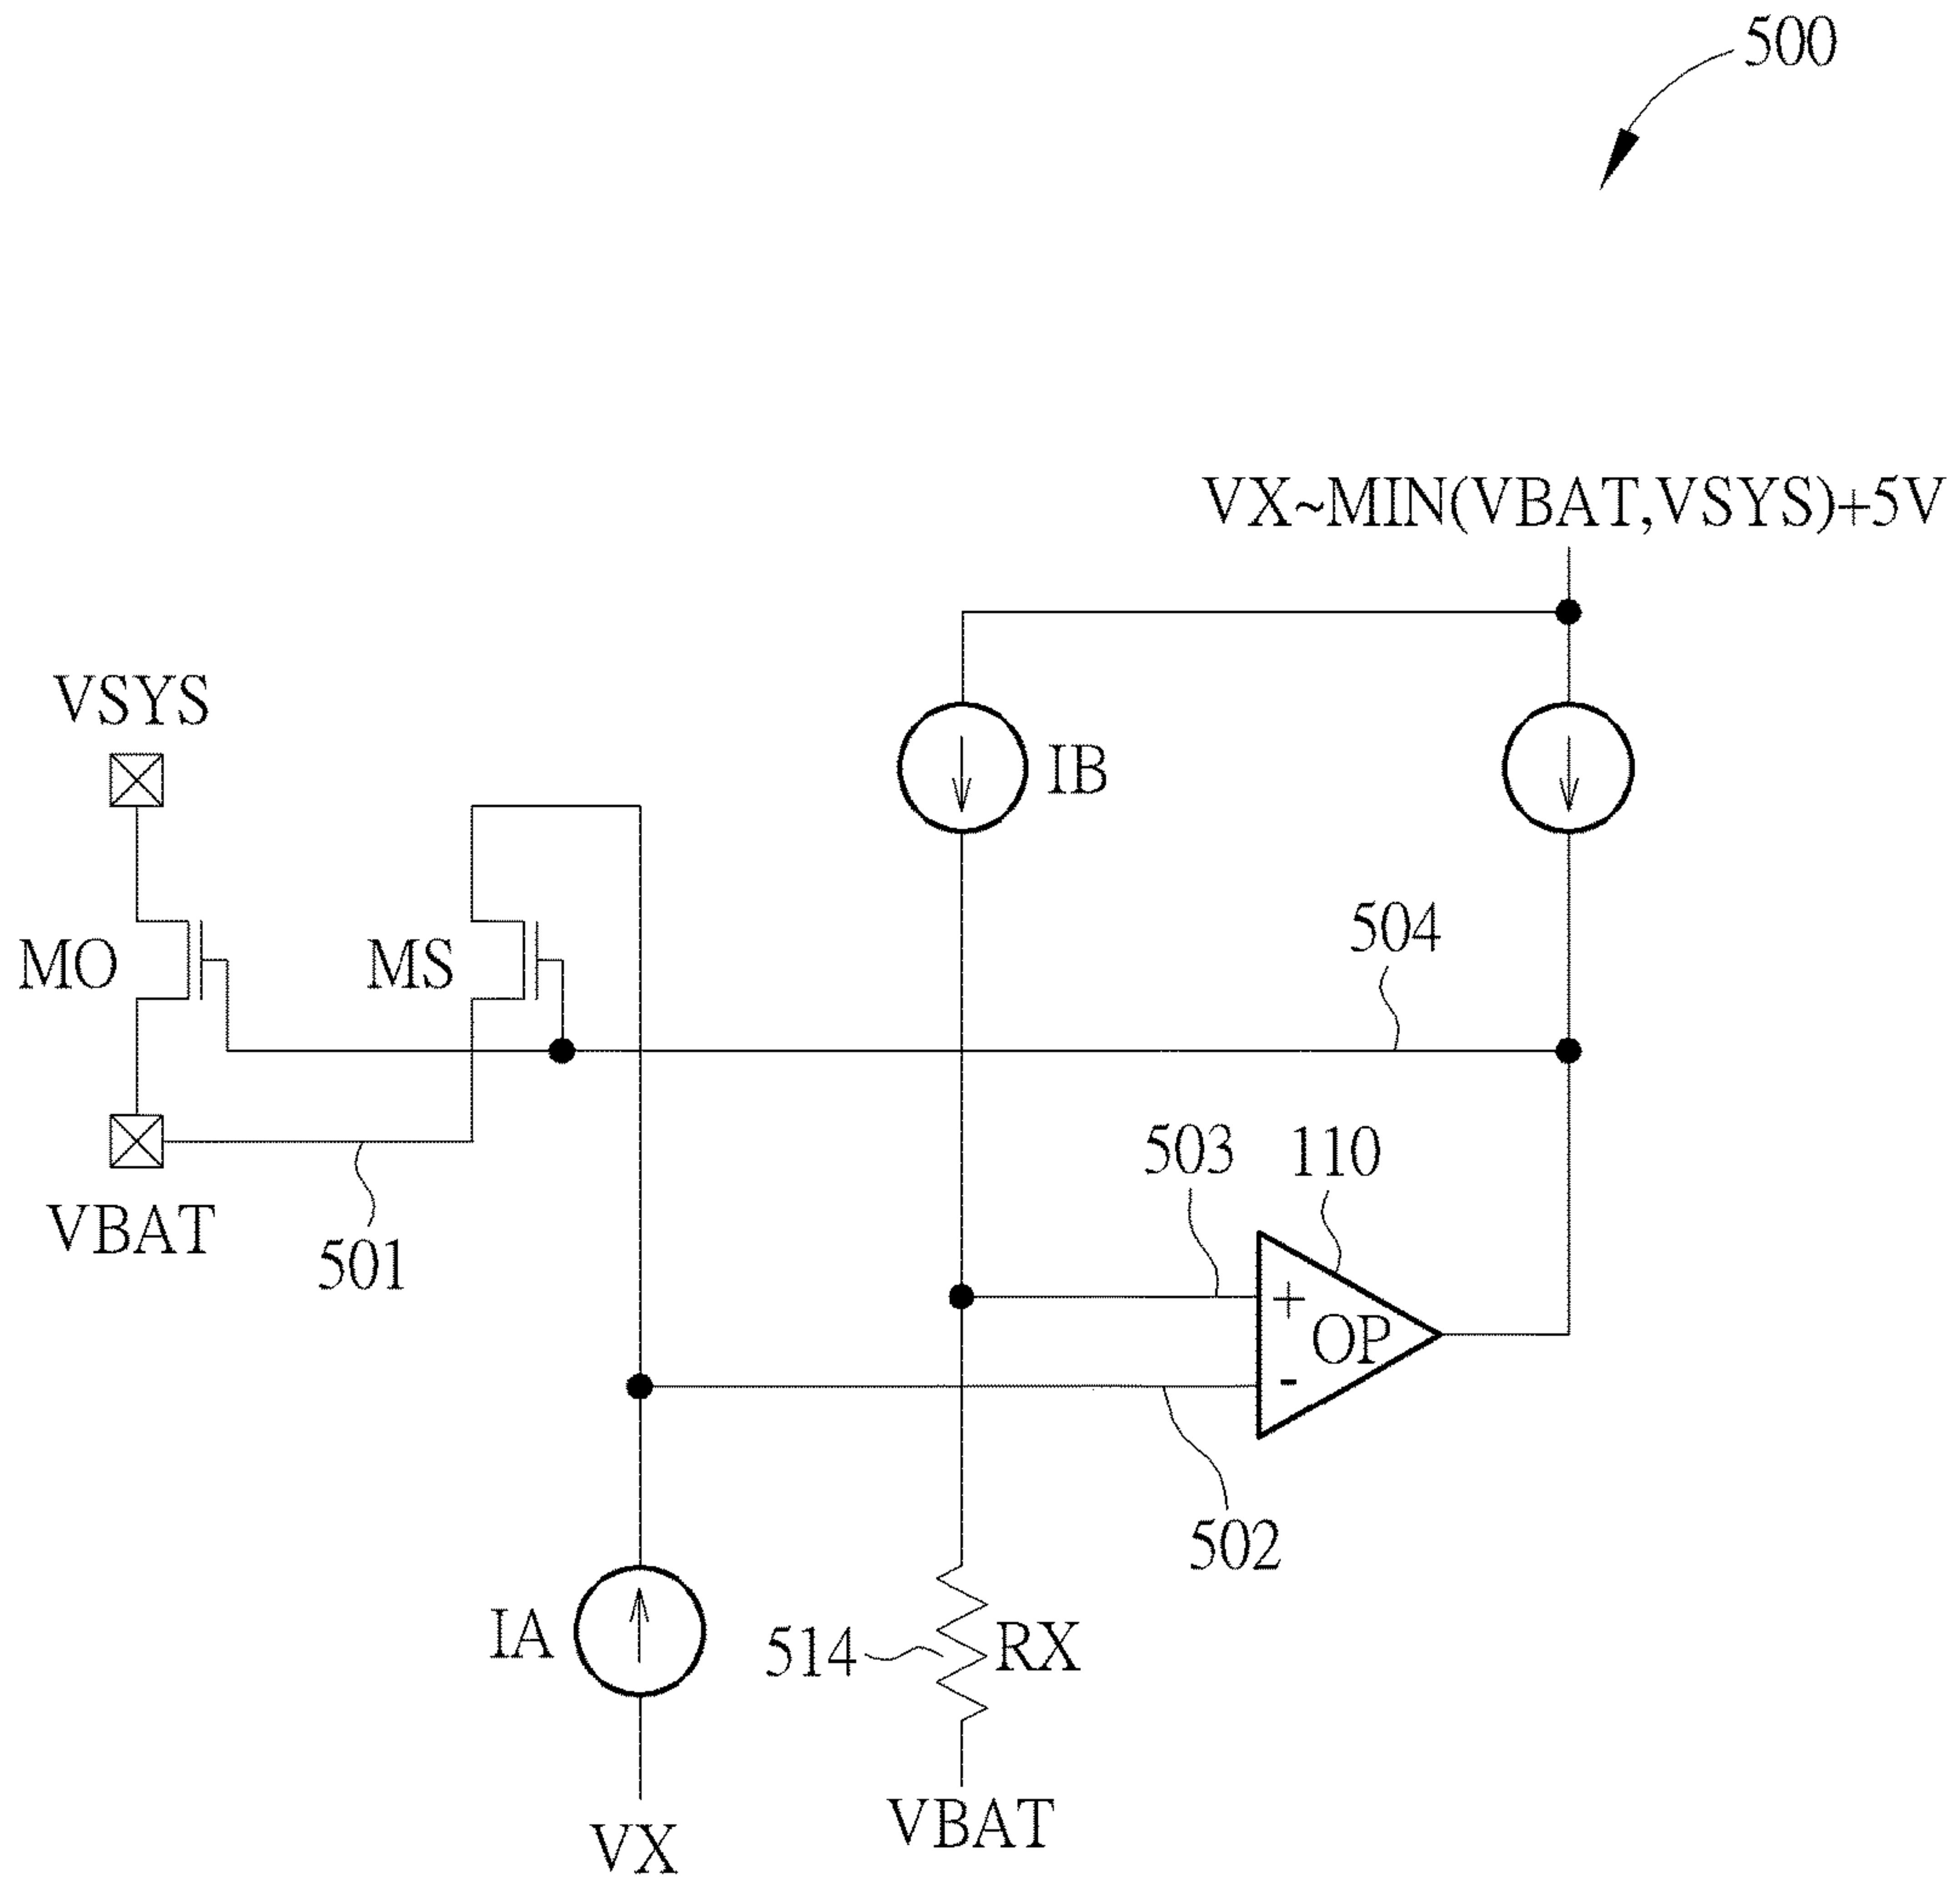 500
VX~MIN(VBAT,VSYS)+5V
VSYS
IB
504
MO
MS
503
110
VBAT
501
+
OP
-
502
IA
514
RX
VBAT
VX